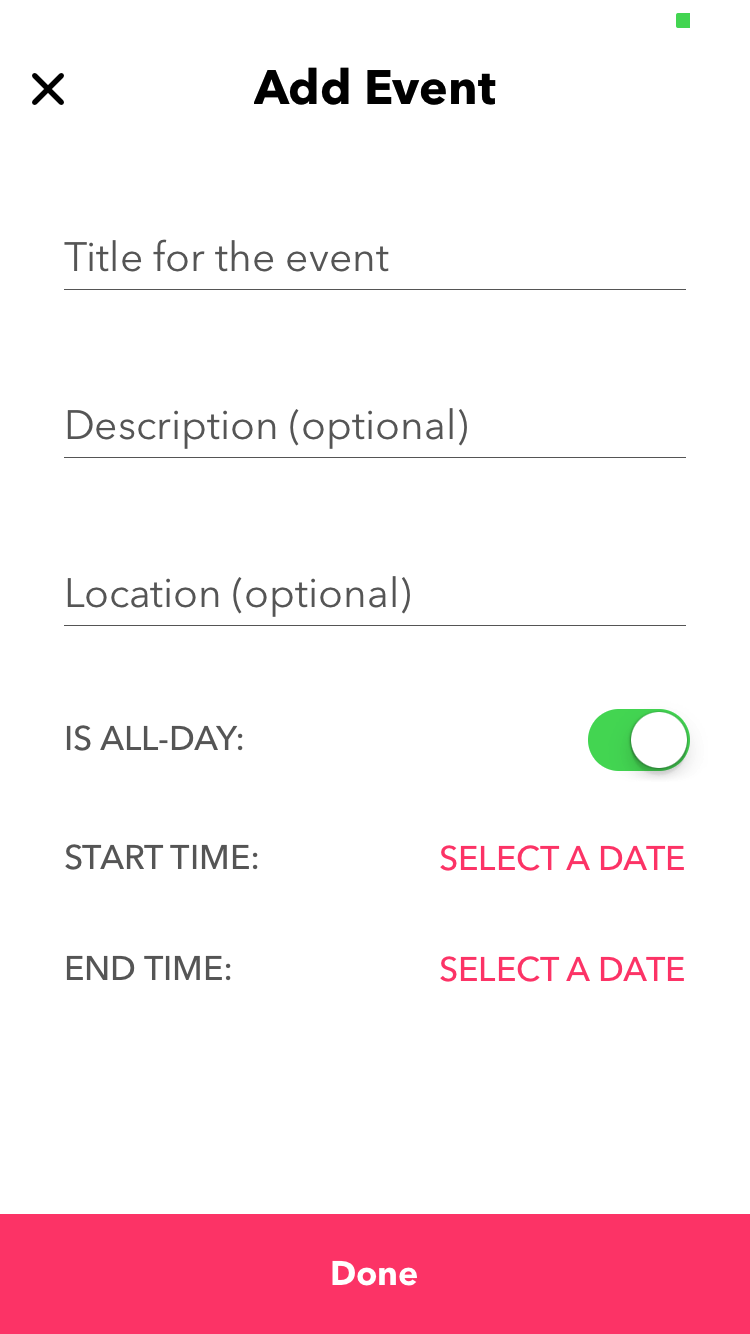 Add Event
Title for the event
Description (optional)
Location (optional)
IS ALL-DAY:
START TIME: SELECT A DATE
END TIME: SELECT A DATE
Done